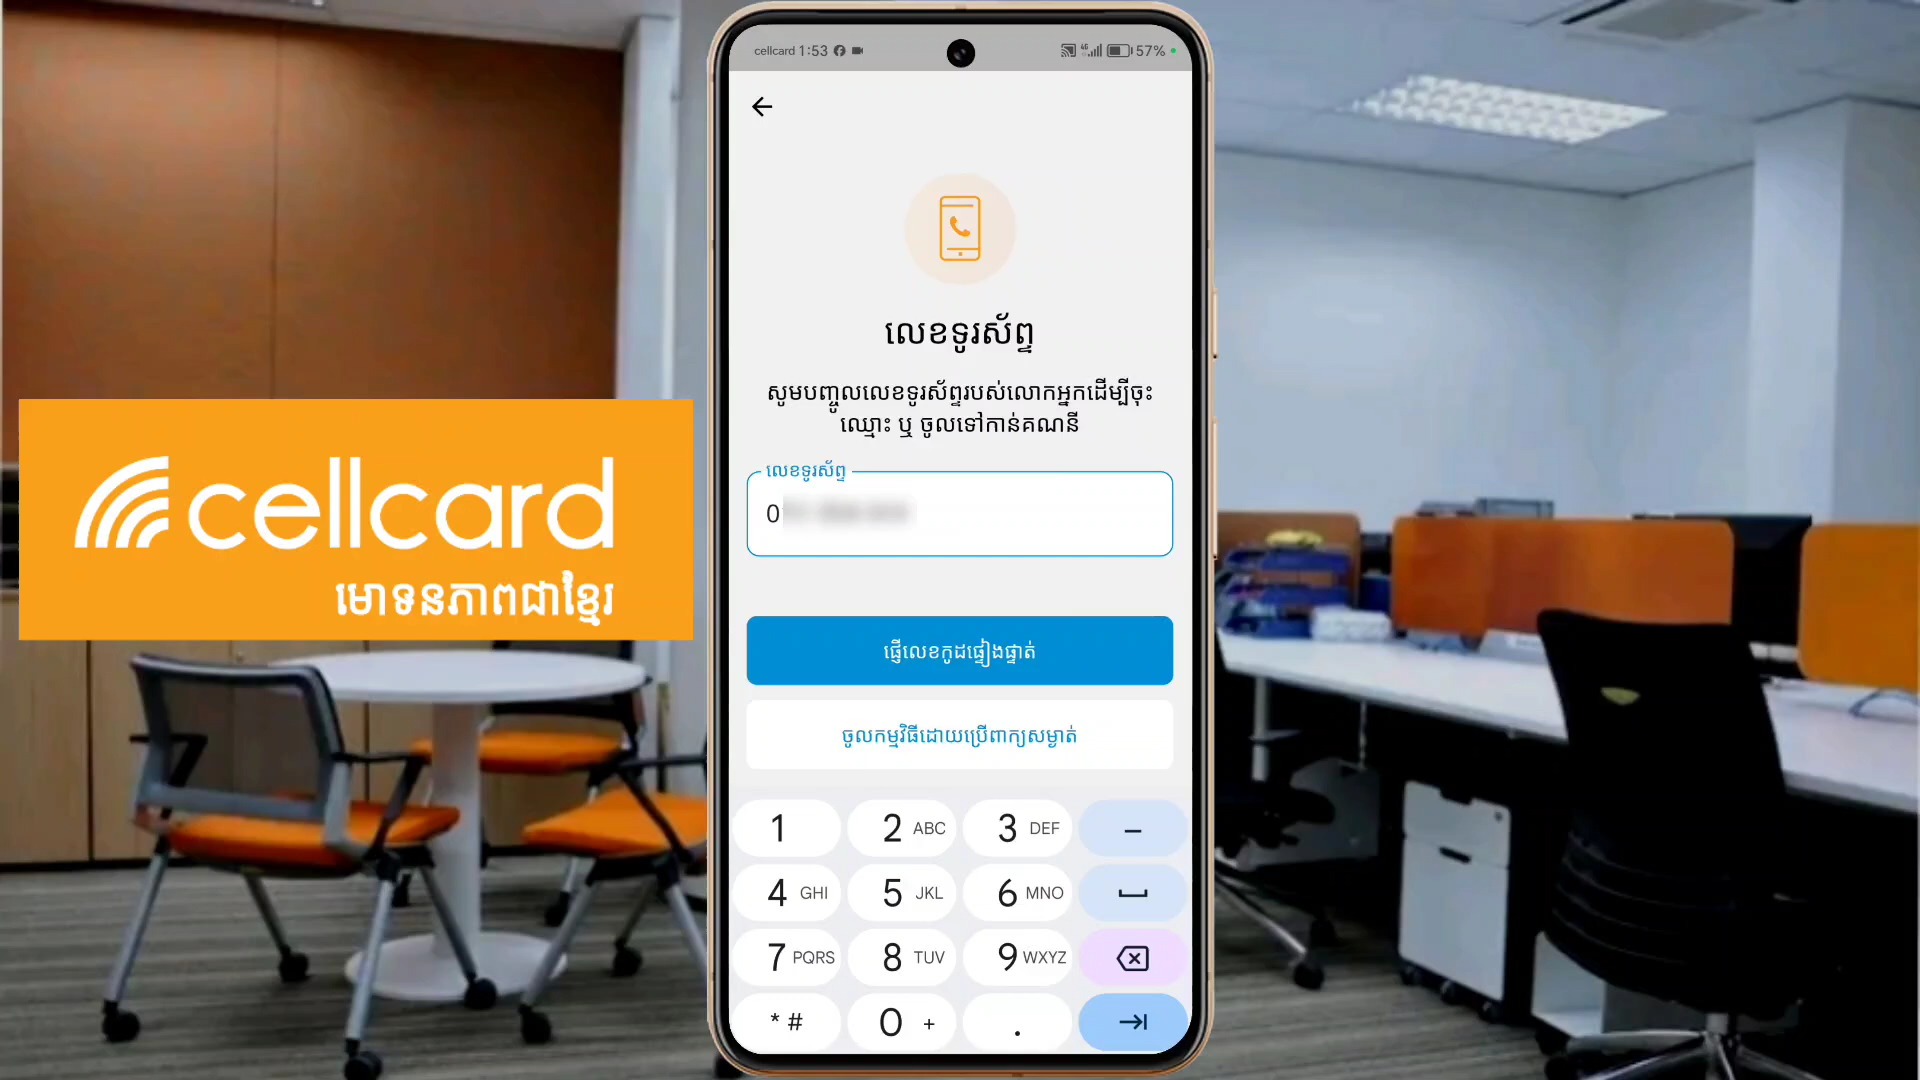 cellcard 1:53
4G 57%
លេខទូរស័ព្ទ
សូមបញ្ចូលលេខទូរស័ព្ទរបស់លោកអ្នកដើម្បីចុះ
ឈ្មោះ ឬ ចូលទៅកាន់គណនី
លេខទូរស័ព្ទ
0
ផ្ញើលេខកូដផ្ទៀងផ្ទាត់
ចូលកម្មវិធីដោយប្រើពាក្យសម្ងាត់
cellcard
មោទនភាពជាខ្មែរ
1 2 ABC 3 DEF –
4 GHI 5 JKL 6 MNO
7 PQRS 8 TUV 9 WXYZ
* # 0 + .